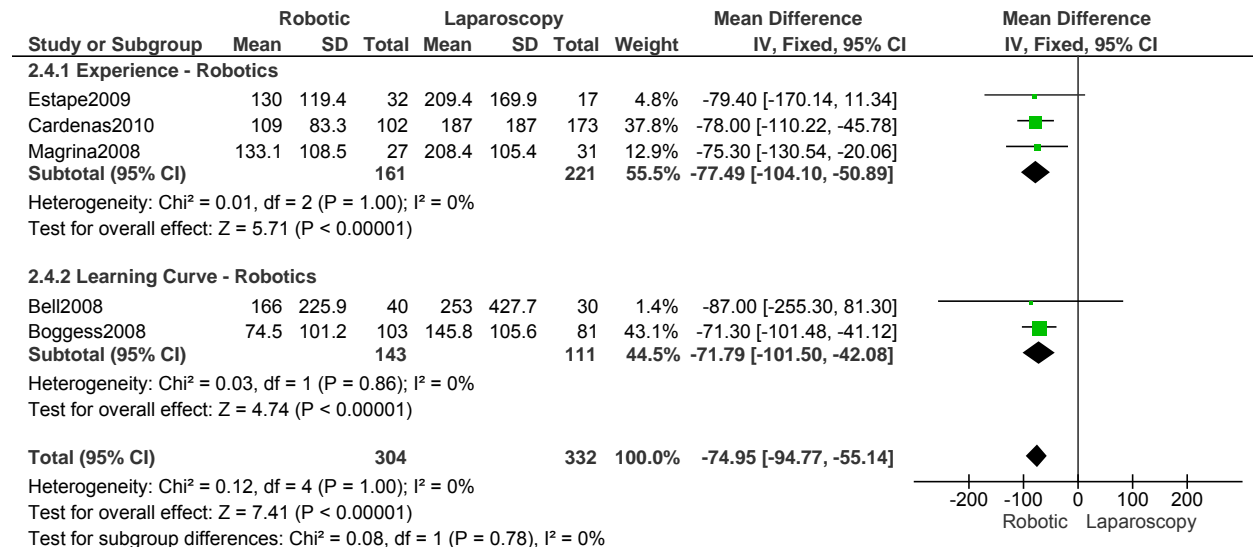 Robotic Laparoscopy Mean Difference Mean Difference
Study or Subgroup Mean SD Total Mean SD Total Weight IV, Fixed, 95% CI IV, Fixed, 95% CI
2.4.1 Experience - Robotics
Estape2009 130 119.4 32 209.4 169.9 17 4.8% -79.40 [-170.14, 11.34]
Cardenas2010 109 83.3 102 187 187 173 37.8% -78.00 [-110.22, -45.78]
Magrina2008 133.1 108.5 27 208.4 105.4 31 12.9% -75.30 [-130.54, -20.06]
Subtotal (95% CI) 161 221 55.5% -77.49 [-104.10, -50.89]
Heterogeneity: Chi² = 0.01, df = 2 (P = 1.00); I² = 0%
Test for overall effect: Z = 5.71 (P < 0.00001)
2.4.2 Learning Curve - Robotics
Bell2008 166 225.9 40 253 427.7 30 1.4% -87.00 [-255.30, 81.30]
Boggess2008 74.5 101.2 103 145.8 105.6 81 43.1% -71.30 [-101.48, -41.12]
Subtotal (95% CI) 143 111 44.5% -71.79 [-101.50, -42.08]
Heterogeneity: Chi² = 0.03, df = 1 (P = 0.86); I² = 0%
Test for overall effect: Z = 4.74 (P < 0.00001)
Total (95% CI) 304 332 100.0% -74.95 [-94.77, -55.14]
Heterogeneity: Chi² = 0.12, df = 4 (P = 1.00); I² = 0%
-200 -100 0 100 200
Test for overall effect: Z = 7.41 (P < 0.00001)
Robotic Laparoscopy
Test for subgroup differences: Chi² = 0.08, df = 1 (P = 0.78), I² = 0%